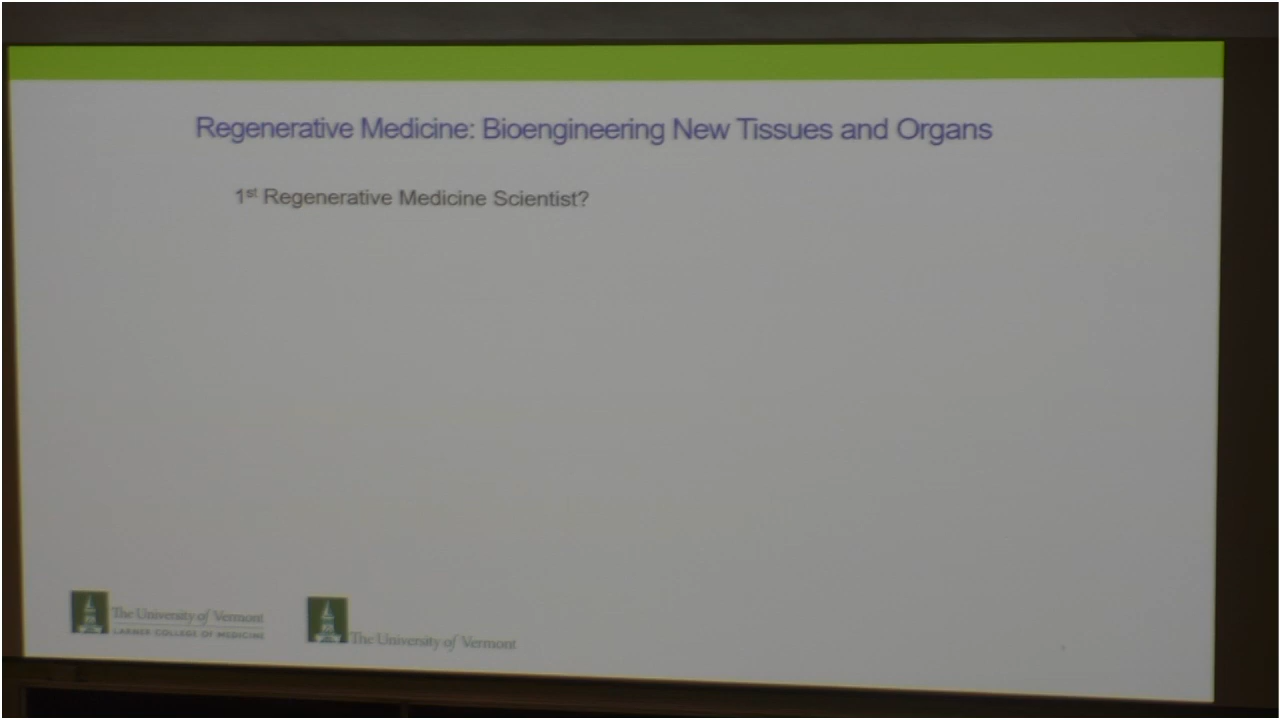 Regenerative Medicine: Bioengineering New Tissues and Organs
1st Regenerative Medicine Scientist?
The University of Vermont
LARNER COLLEGE OF MEDICINE
The University of Vermont